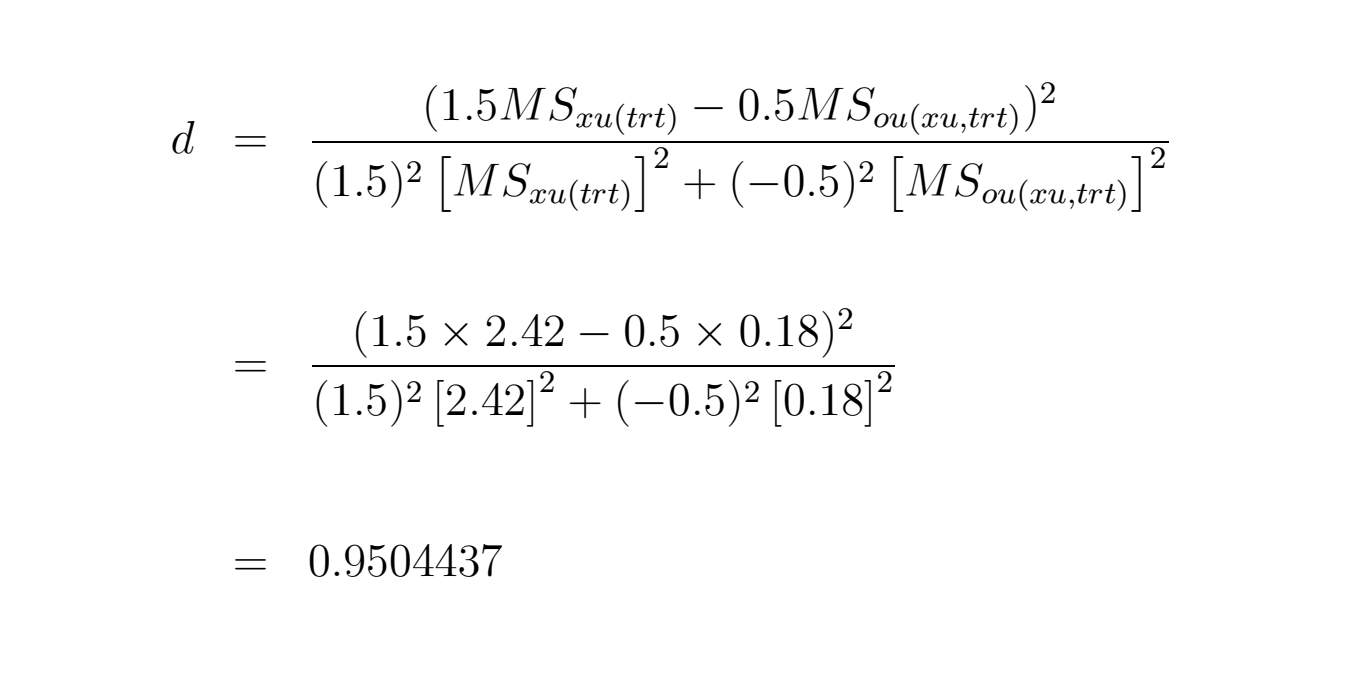 d = \frac{(1.5MS_{xu(trt)} - 0.5MS_{ou(xu,trt)})^2}{(1.5)^2 [MS_{xu(trt)}]^2 + (-0.5)^2 [MS_{ou(xu,trt)}]^2}
= \frac{(1.5 × 2.42 - 0.5 × 0.18)^2}{(1.5)^2 [2.42]^2 + (-0.5)^2 [0.18]^2}
= 0.9504437